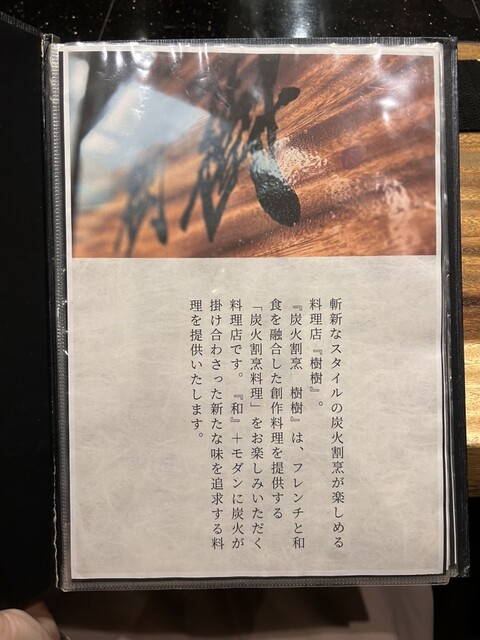 斬新なスタイルの炭火割烹が楽しめる
料理店『樹樹』。
『炭火割烹　樹樹』は、フレンチと和
食を融合した創作料理を提供する
「炭火割烹料理」をお楽しみいただく
料理店です。『和』＋モダンに炭火が
掛け合わさった新たな味を追求する料
理を提供いたします。